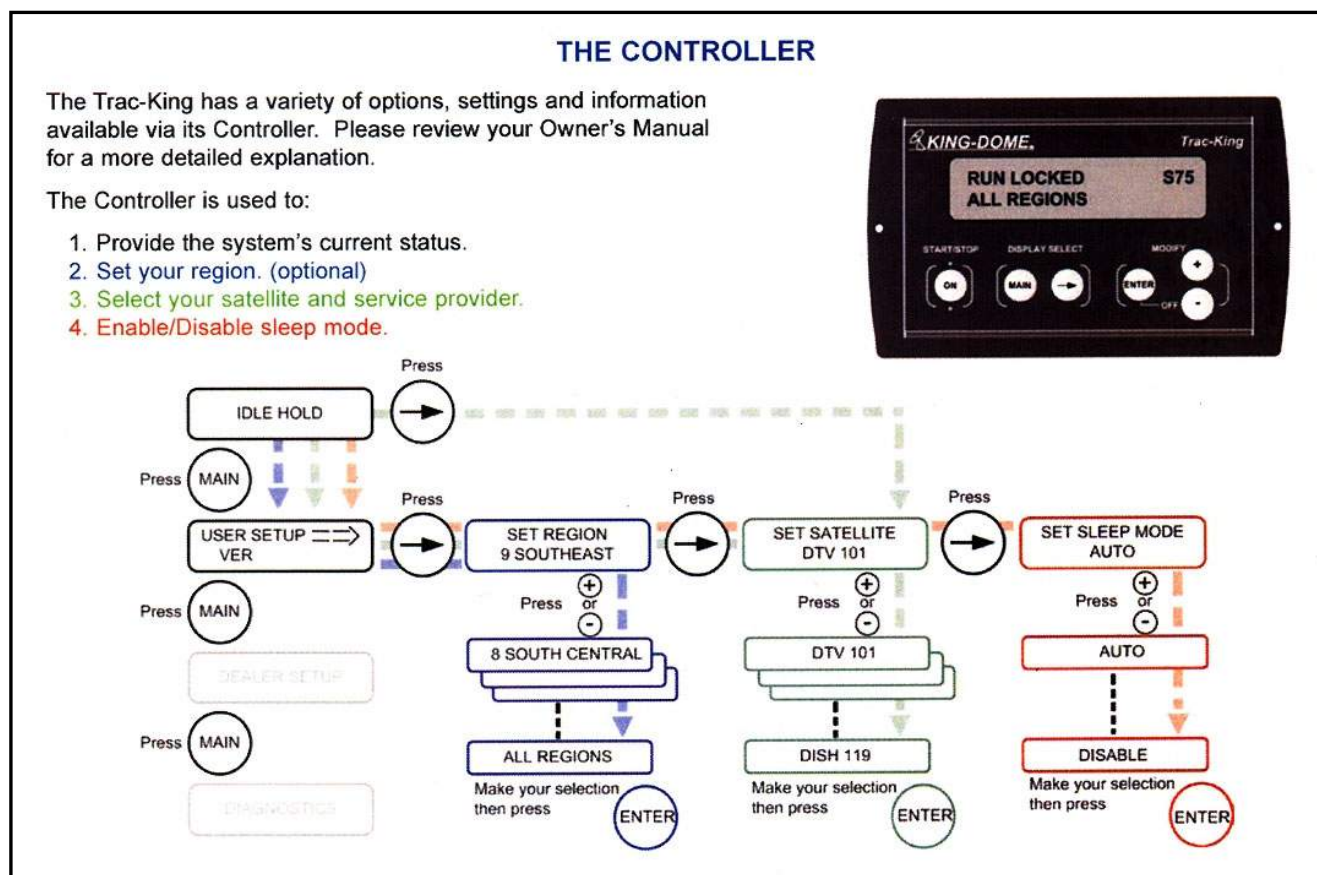 THE CONTROLLER
The Trac-King has a variety of options, settings and information
available via its Controller. Please review your Owner's Manual
for a more detailed explanation.
The Controller is used to:
1. Provide the system's current status.
2. Set your region. (optional)
3. Select your satellite and service provider.
4. Enable/Disable sleep mode.
KING-DOME. Trac-King
RUN LOCKED S75
ALL REGIONS
START/STOP DISPLAY SELECT MODIFY
ON MAIN ENTER + -
OFF
Press
IDLE HOLD
Press MAIN
Press
Press
USER SETUP
VER
SET REGION
9 SOUTHEAST
SET SATELLITE
DTV 101
SET SLEEP MODE
AUTO
Press + or -
Press + or -
Press + or -
Press MAIN
8 SOUTH CENTRAL
DTV 101
AUTO
DEALER SETUP
Press MAIN
ALL REGIONS
DISH 119
DISABLE
DIAGNOSTICS
Make your selection
then press
ENTER
Make your selection
then press
ENTER
Make your selection
then press
ENTER